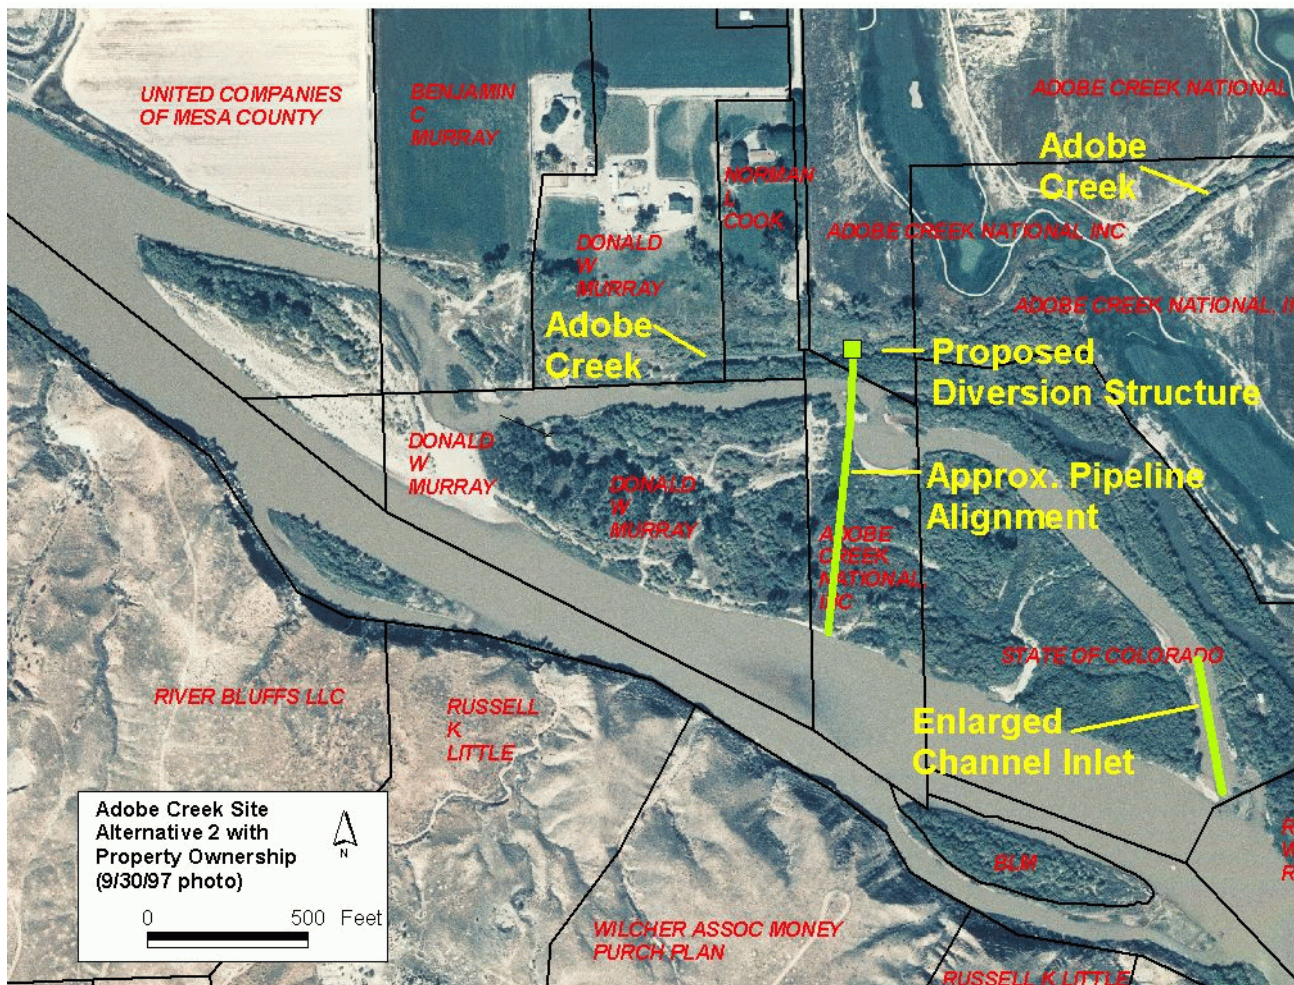 UNITED COMPANIES
OF MESA COUNTY
BENJAMIN
C
MURRAY
ADOBE CREEK NATIONAL
Adobe
Creek
NORMAN
L
COOK
DONALD
W
MURRAY
ADOBE CREEK NATIONAL INC
ADOBE CREEK NATIONAL, I
Adobe
Creek
Proposed
Diversion Structure
DONALD
W
MURRAY
DONALD
W
MURRAY
Approx. Pipeline
Alignment
ADOBE
CREEK
NATIONAL,
INC
STATE OF COLORADO
RIVER BLUFFS LLC
RUSSELL
K
LITTLE
Enlarged
Channel Inlet
Adobe Creek Site
Alternative 2 with
Property Ownership
(9/30/97 photo)
N
0 500 Feet
R
W
R
BLM
WILCHER ASSOC MONEY
PURCH PLAN
RUSSELL K LITTLE